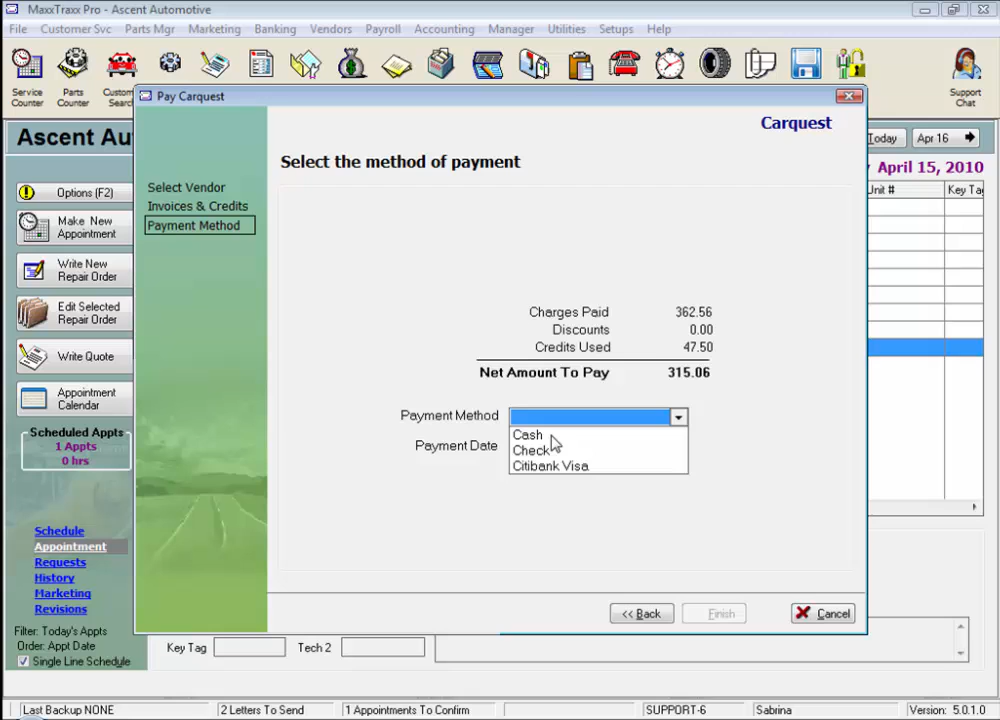 MaxxTraxx Pro - Ascent Automotive
File Customer Svc Parts Mgr Marketing Banking Vendors Payroll Accounting Manager Utilities Setups Help
Service Counter
Parts Counter
Support Chat
Pay Carquest
Ascent
Today Apr 16
April 15, 2010
Unit # Key Tag
Options (F2)
Make New Appointment
Write New Repair Order
Edit Selected Repair Order
Write Quote
Appointment Calendar
Scheduled Appts
1 Appts
0 hrs
Schedule
Appointment
Requests
History
Marketing
Revisions
Filter: Today's Appts
Order: Appt Date
Single Line Schedule
Select Vendor
Invoices & Credits
Payment Method
Carquest
Select the method of payment
Charges Paid 362.56
Discounts 0.00
Credits Used 47.50
Net Amount To Pay 315.06
Payment Method
Cash
Check
Citibank Visa
Payment Date
<< Back Finish Cancel
Key Tag Tech 2
Last Backup NONE 2 Letters To Send 1 Appointments To Confirm SUPPORT-6 Sabrina Version: 5.0.1.0